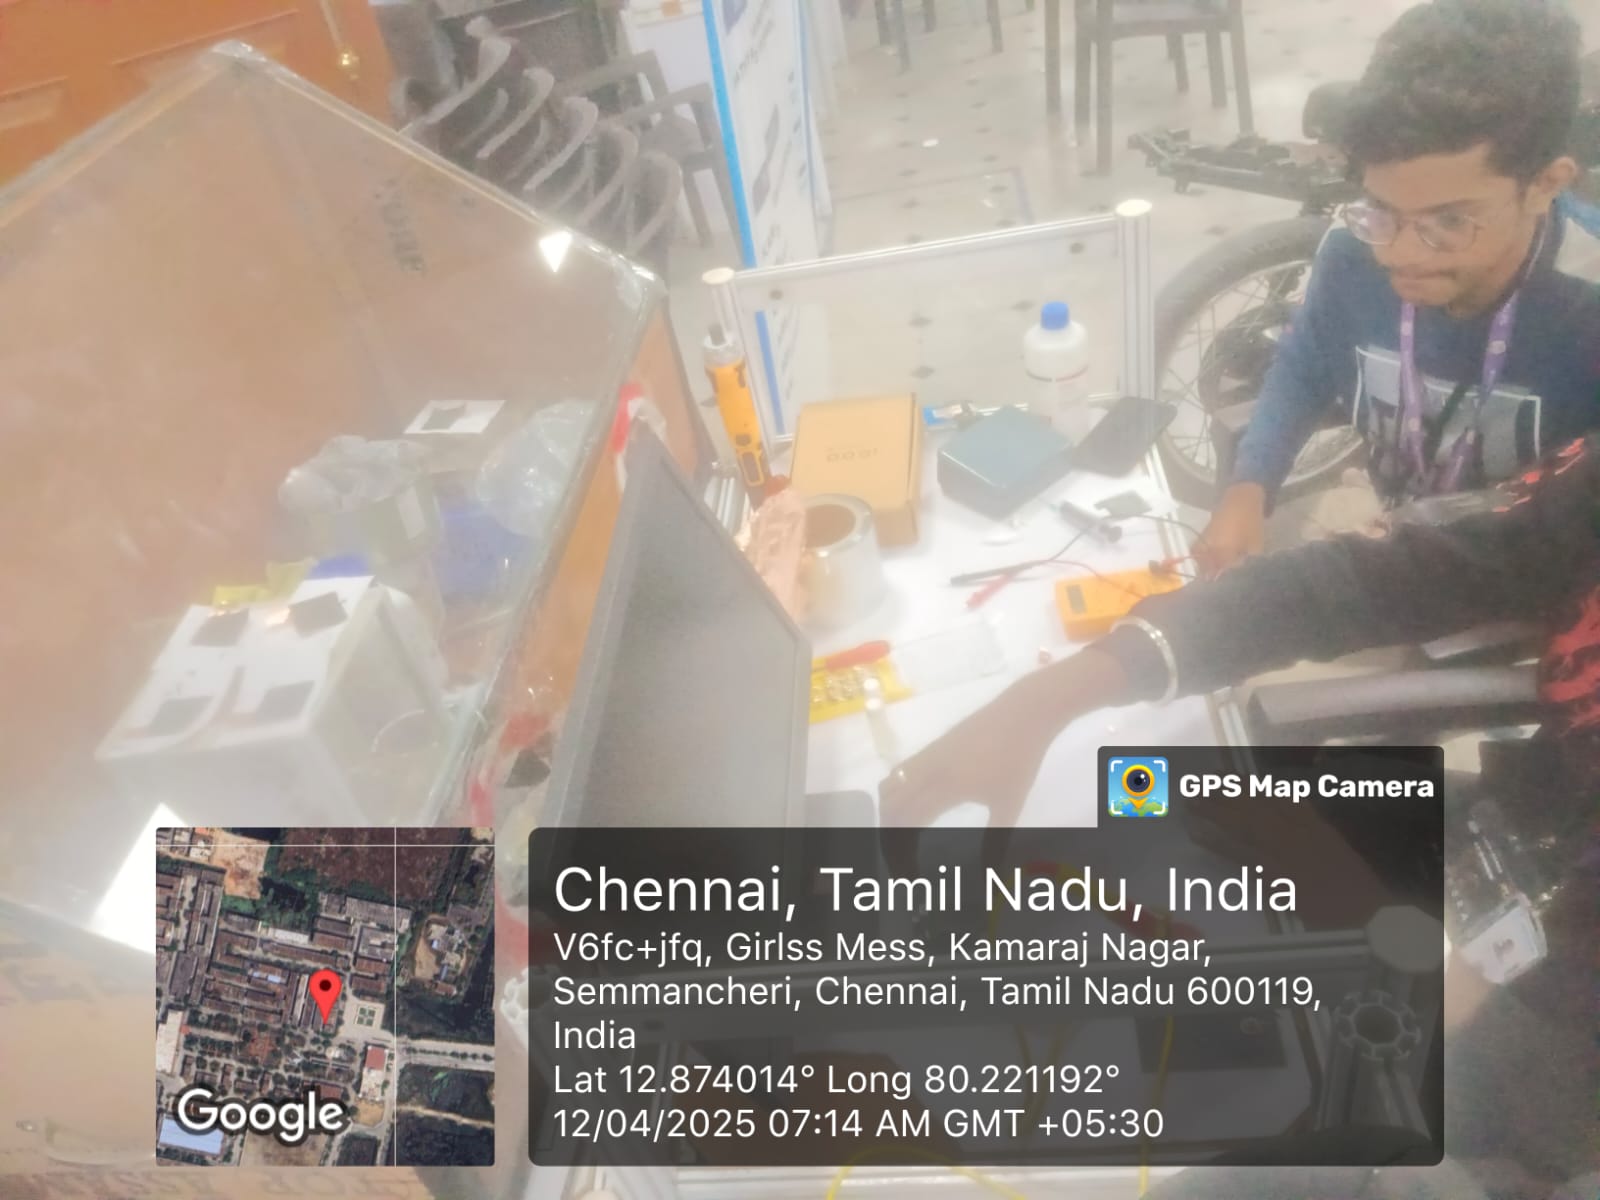 GPS Map Camera
Chennai, Tamil Nadu, India
V6fc+jfq, Girlss Mess, Kamaraj Nagar,
Semmancheri, Chennai, Tamil Nadu 600119,
India
Lat 12.874014° Long 80.221192°
12/04/2025 07:14 AM GMT +05:30
Google